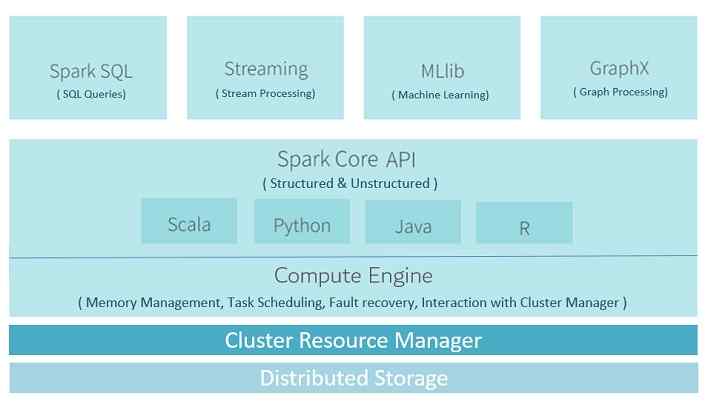 Spark SQL
( SQL Queries)
Streaming
( Stream Processing)
MLlib
( Machine Learning)
GraphX
( Graph Processing)
Spark Core API
( Structured & Unstructured )
Scala
Python
Java
R
Compute Engine
( Memory Management, Task Scheduling, Fault recovery, Interaction with Cluster Manager )
Cluster Resource Manager
Distributed Storage